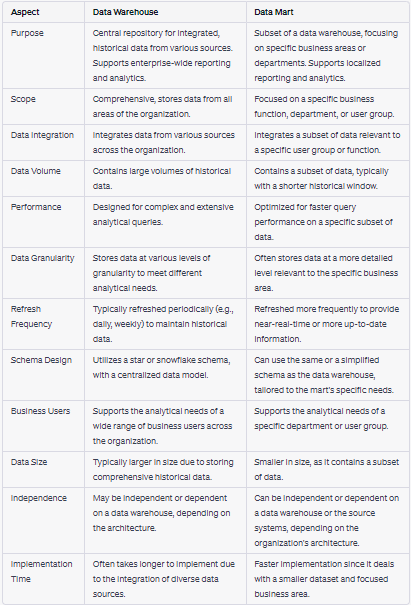 Aspect Data Warehouse Data Mart
Purpose Central repository for integrated, Subset of a data warehouse, focusing
historical data from various sources. on specific business areas or
Supports enterprise-wide reporting departments. Supports localized
and analytics. reporting and analytics.
Scope Comprehensive, stores data from all Focused on a specific business
areas of the organization. function, department, or user group.
Data Integration Integrates data from various sources Integrates a subset of data relevant to
across the organization. a specific user group or function.
Data Volume Contains large volumes of historical Contains a subset of data, typically
data. with a shorter historical window.
Performance Designed for complex and extensive Optimized for faster query
analytical queries. performance on a specific subset of
data.
Data Granularity Stores data at various levels of Often stores data at a more detailed
granularity to meet different level relevant to the specific business
analytical needs. area.
Refresh Typically refreshed periodically (e.g., Refreshed more frequently to provide
Frequency daily, weekly) to maintain historical near-real-time or more up-to-date
data. information.
Schema Design Utilizes a star or snowflake schema, Can use the same or a simplified
with a centralized data model. schema as the data warehouse,
tailored to the mart's specific needs.
Business Users Supports the analytical needs of a Supports the analytical needs of a
wide range of business users across specific department or user group.
the organization.
Data Size Typically larger in size due to storing Smaller in size, as it contains a subset
comprehensive historical data. of data.
Independence May be independent or dependent Can be independent or dependent on
on a data warehouse, depending on a data warehouse or the source
the architecture. systems, depending on the
organization's architecture.
Implementation Often takes longer to implement due Faster implementation since it deals
Time to the integration of diverse data with a smaller dataset and focused
sources. business area.